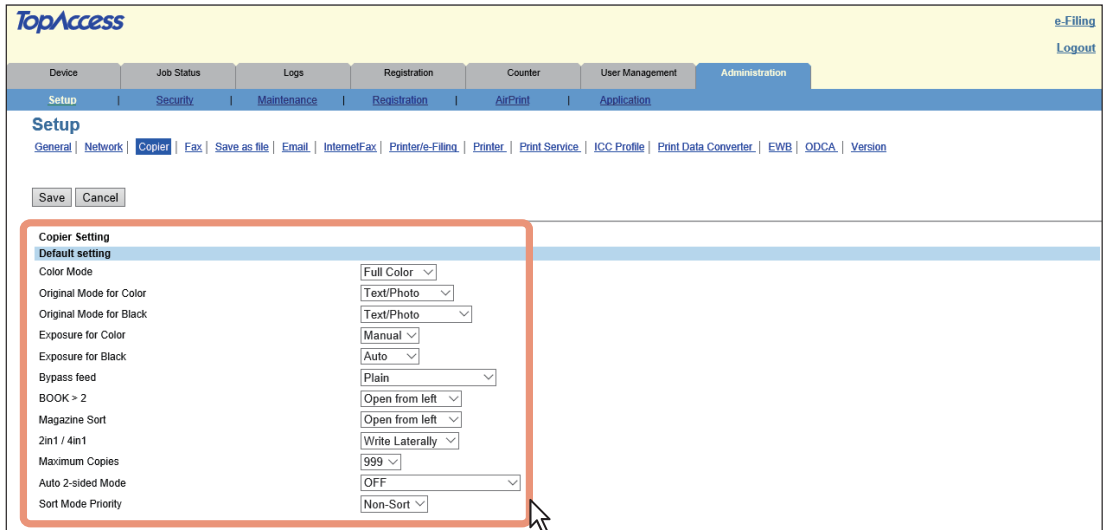 TopAccess
e-Filing
Logout
Device Job Status Logs Registration Counter User Management Administration
Setup | Security | Maintenance | Registration | AirPrint | Application
Setup
General | Network | Copier | Fax | Save as file | Email | InternetFax | Printer/e-Filing | Printer | Print Service | ICC Profile | Print Data Converter | EWB | ODCA | Version
Save Cancel
Copier Setting
Default setting
Color Mode Full Color
Original Mode for Color Text/Photo
Original Mode for Black Text/Photo
Exposure for Color Manual
Exposure for Black Auto
Bypass feed Plain
BOOK > 2 Open from left
Magazine Sort Open from left
2in1 / 4in1 Write Laterally
Maximum Copies 999
Auto 2-sided Mode OFF
Sort Mode Priority Non-Sort